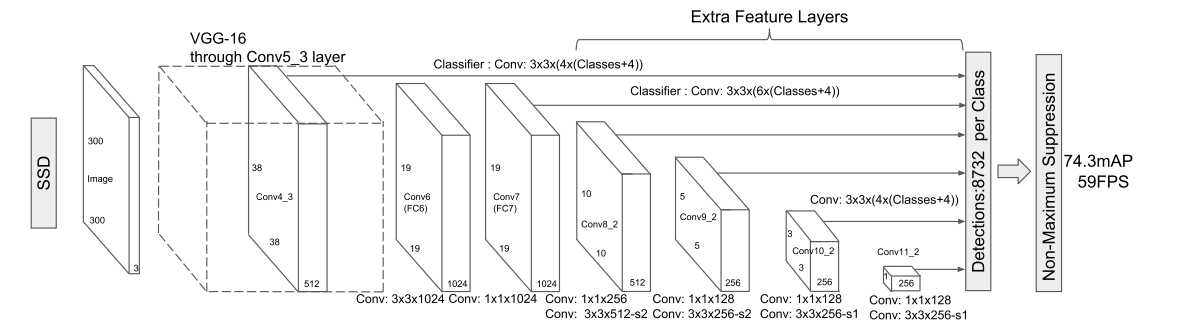 Extra Feature Layers
VGG-16
through Conv5_3 layer
Classifier : Conv: 3x3x(4x(Classes+4))
Classifier : Conv: 3x3x(6x(Classes+4))
SSD
300
Image
300
3
38
Conv4_3
38
512
19
Conv6
(FC6)
19
1024
19
Conv7
(FC7)
19
1024
10
Conv8_2
10
512
5
Conv9_2
5
256
Conv: 3x3x(4x(Classes+4))
3
Conv10_2
3
256
Conv11_2
1
256
Detections:8732 per Class
Non-Maximum Suppression
74.3mAP
59FPS
Conv: 3x3x1024
Conv: 1x1x1024
Conv: 1x1x256
Conv: 3x3x512-s2
Conv: 1x1x128
Conv: 3x3x256-s2
Conv: 1x1x128
Conv: 3x3x256-s1
Conv: 1x1x128
Conv: 3x3x256-s1